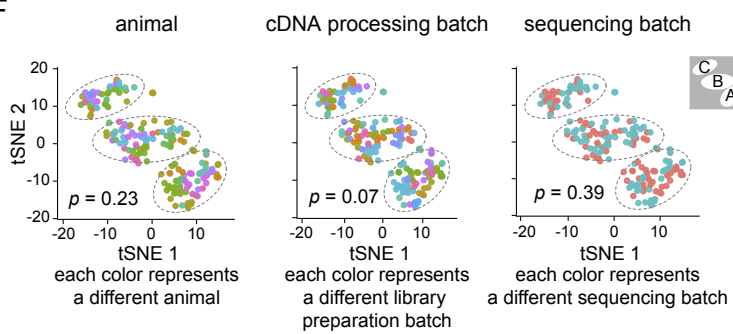 animal
cDNA processing batch
sequencing batch
C
B
A
tSNE 2
20
10
0
-10
-20
p = 0.23
p = 0.07
p = 0.39
-20 -10 0 10
-20 -10 0 10
-20 -10 0 10
tSNE 1
tSNE 1
tSNE 1
each color represents
a different animal
each color represents
a different library
preparation batch
each color represents
a different sequencing batch